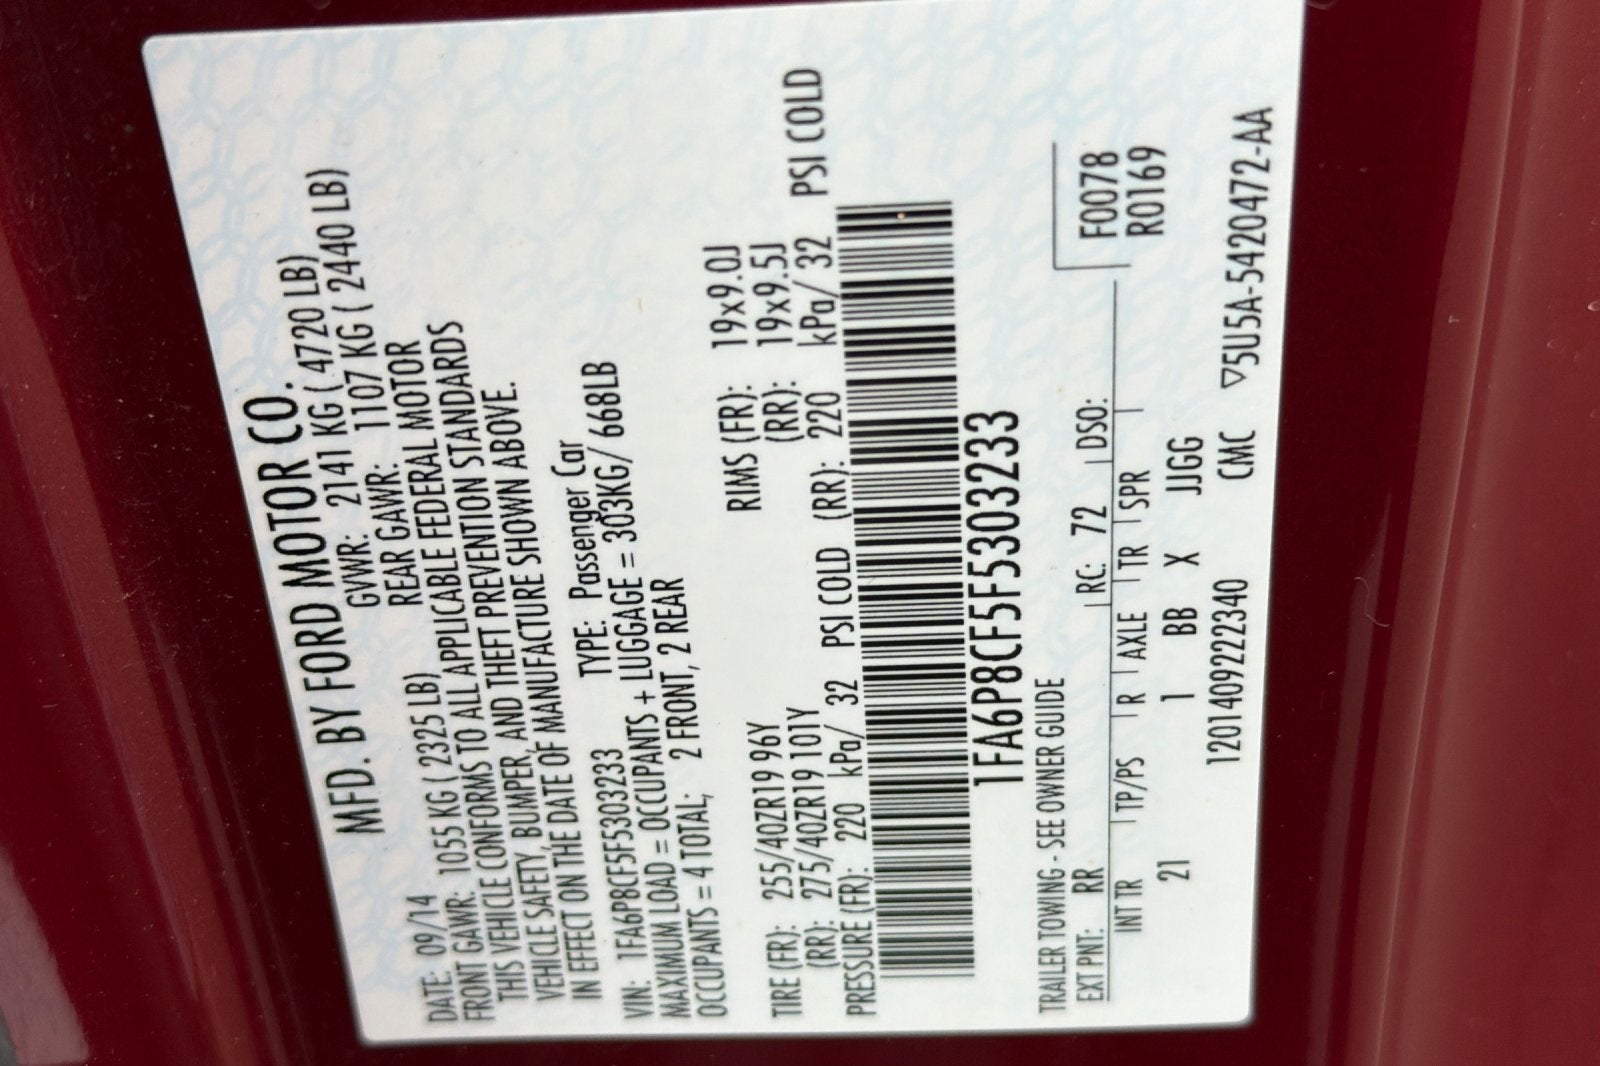 MFD. BY FORD MOTOR CO.
DATE: 09/14 GVWR: 2141 KG ( 4720 LB)
FRONT GAWR: 1055 KG ( 2325 LB) REAR GAWR: 1107 KG ( 2440 LB)
THIS VEHICLE CONFORMS TO ALL APPLICABLE FEDERAL MOTOR
VEHICLE SAFETY, BUMPER, AND THEFT PREVENTION STANDARDS
IN EFFECT ON THE DATE OF MANUFACTURE SHOWN ABOVE.
VIN: 1FA6P8CF5F5303233 TYPE: Passenger Car
MAXIMUM LOAD = OCCUPANTS + LUGGAGE = 303KG/ 668LB
OCCUPANTS = 4 TOTAL; 2 FRONT, 2 REAR
TIRE (FR): 255/40ZR19 96Y RIMS (FR): 19x9.0J
(RR): 275/40ZR19 101Y (RR): 19x9.5J
PRESSURE (FR): 220 kPa/ 32 PSI COLD (RR): 220 kPa/ 32 PSI COLD
1FA6P8CF5F5303233
TRAILER TOWING - SEE OWNER GUIDE
EXT PNT: RR RC: 72 DSO: F0078
R0169
INT TR TP/PS R AXLE TR SPR
21 1 BB X JJGG
120140922340 CMC ▽5U5A-5420472-AA